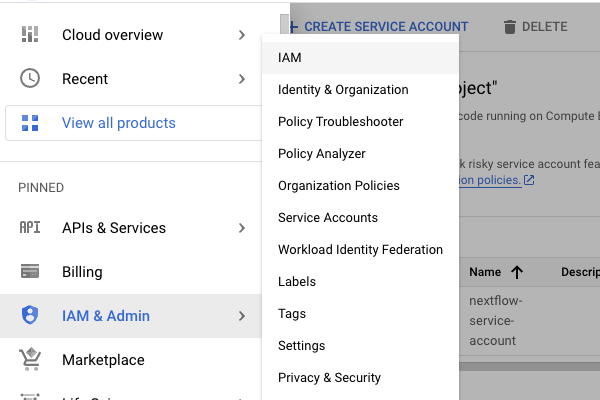 Cloud overview
Recent
View all products
PINNED
API APIs & Services
Billing
IAM & Admin
Marketplace
IAM
Identity & Organization
Policy Troubleshooter
Policy Analyzer
Organization Policies
Service Accounts
Workload Identity Federation
Labels
Tags
Settings
Privacy & Security
CREATE SERVICE ACCOUNT DELETE
oject"
code running on Compute
k risky service account fea
ion policies.
Name Descrip
nextflow-
service-
account